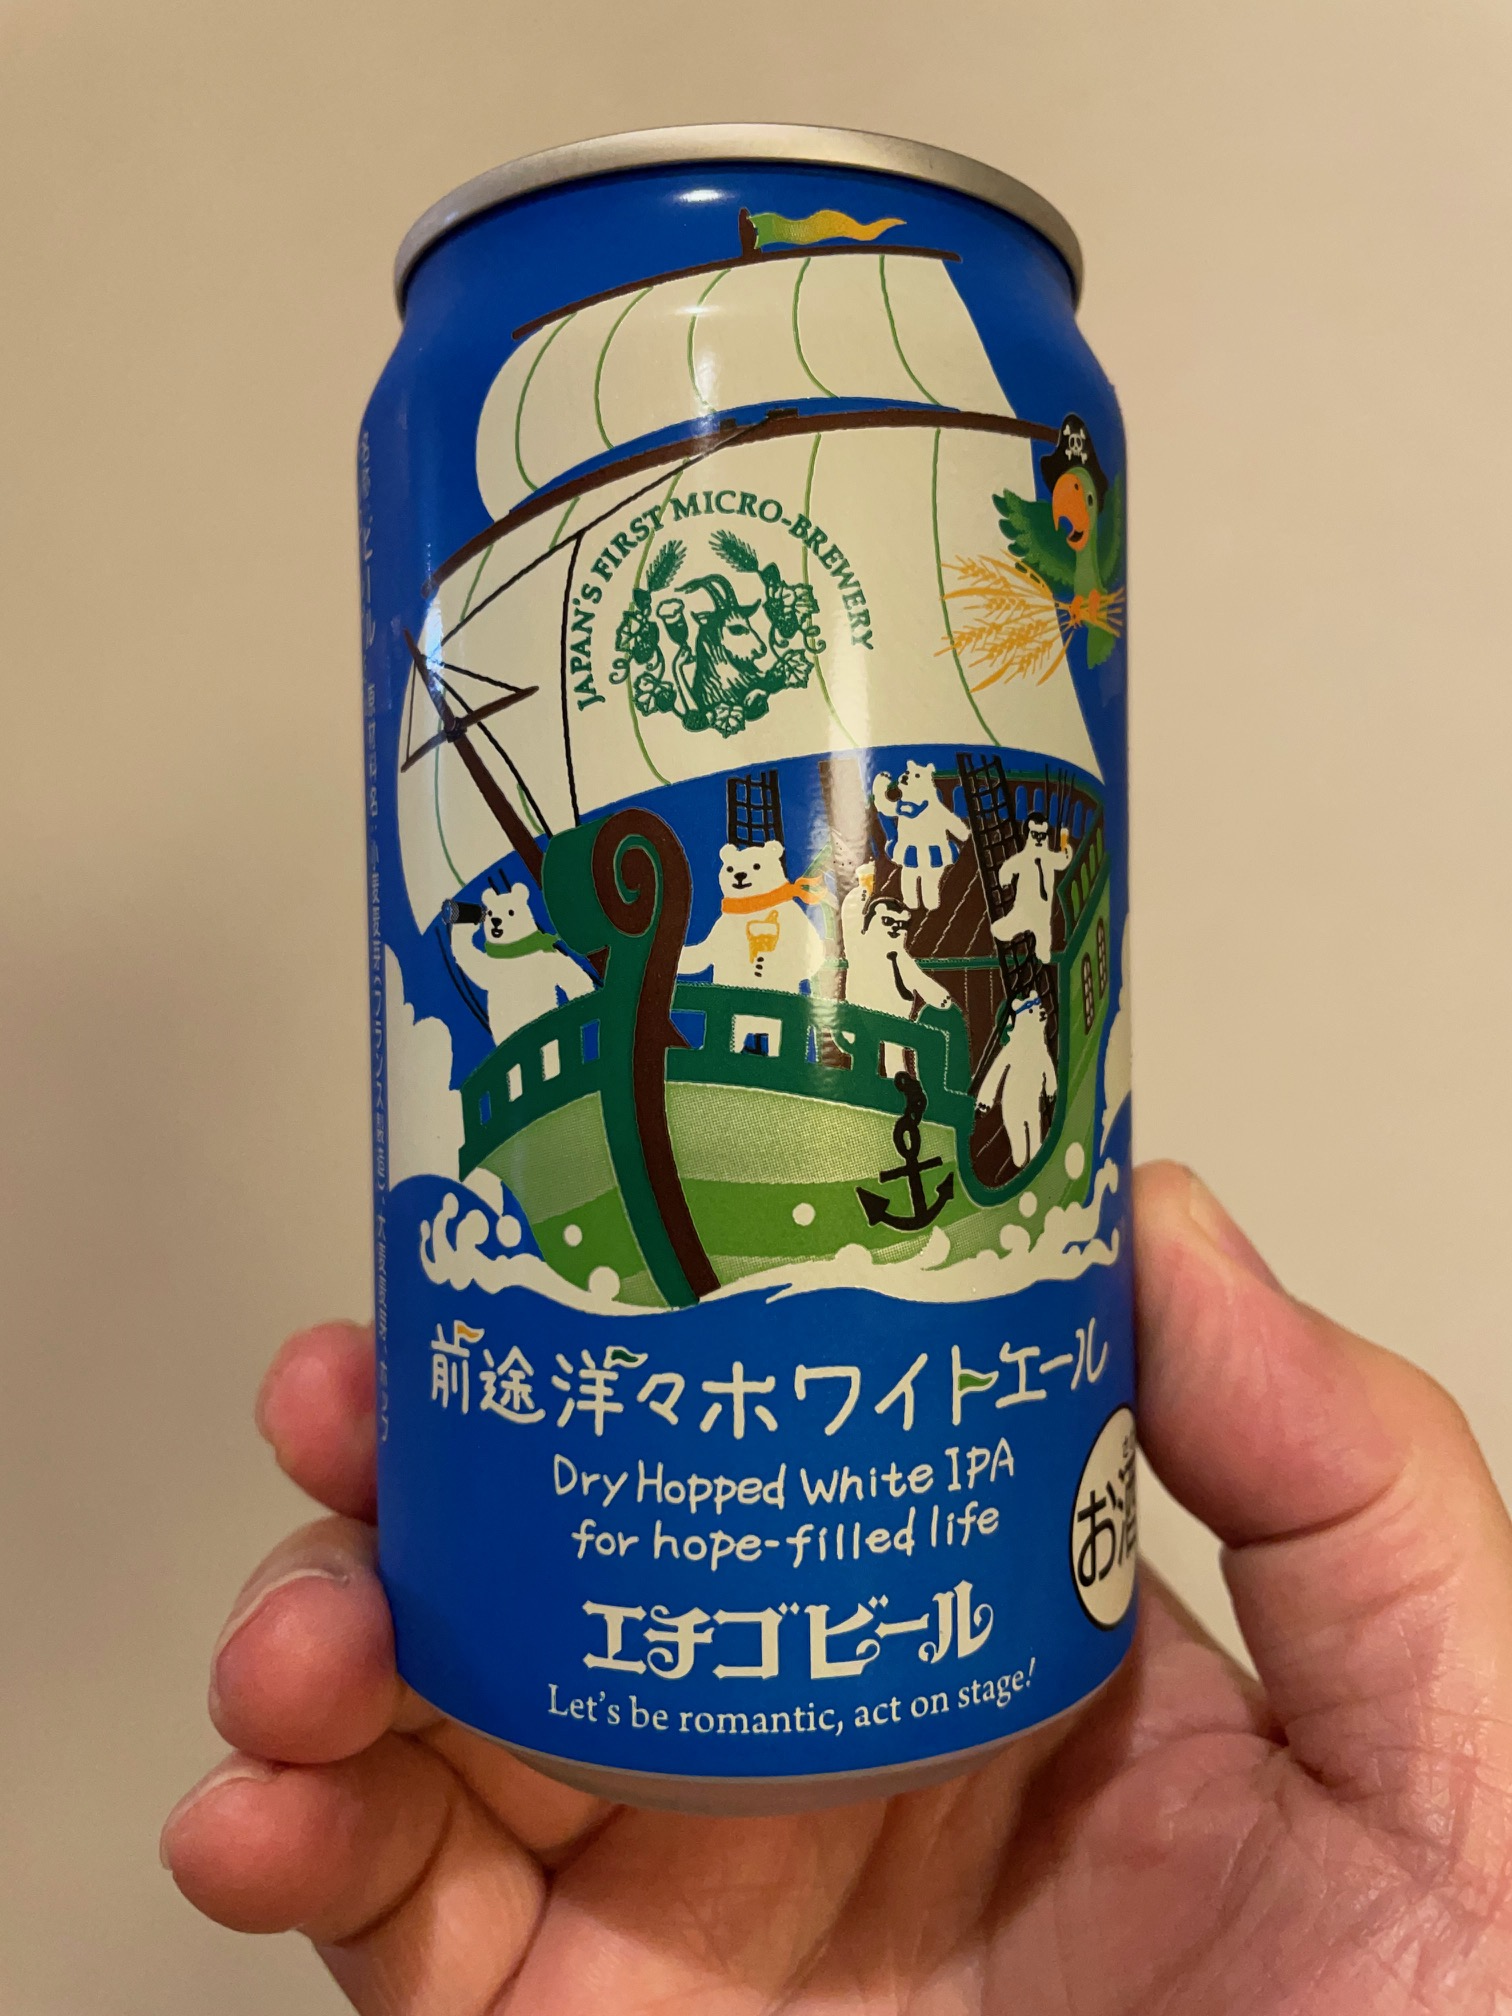 JAPAN'S FIRST MICRO-BREWERY
前途洋々ホワイトエール
Dry Hopped White IPA
for hope-filled life
お酒
エチゴビール
Let's be romantic, act on stage!